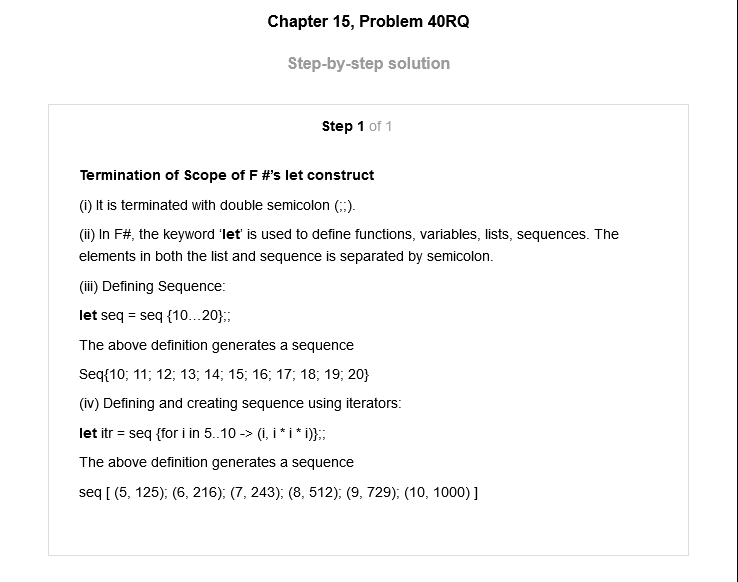 Chapter 15, Problem 40RQ
Step-by-step solution
Step 1 of 1
Termination of Scope of F #'s let construct
(i) It is terminated with double semicolon (;;).
(ii) In F#, the keyword 'let' is used to define functions, variables, lists, sequences. The
elements in both the list and sequence is separated by semicolon.
(iii) Defining Sequence:
let seq = seq {10...20};;
The above definition generates a sequence
Seq{10; 11; 12; 13; 14; 15; 16; 17; 18; 19; 20}
(iv) Defining and creating sequence using iterators:
let itr = seq {for i in 5..10 -> (i, i * i * i)};;
The above definition generates a sequence
seq [ (5, 125); (6, 216); (7, 243); (8, 512); (9, 729); (10, 1000) ]